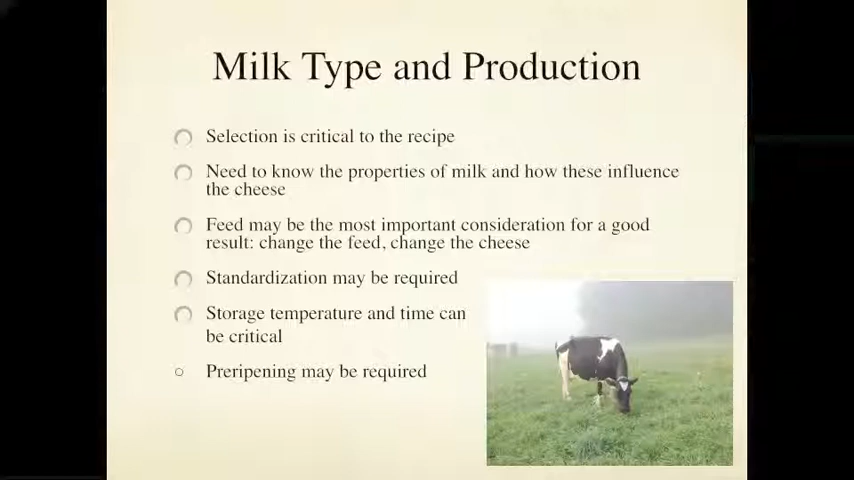 Milk Type and Production
Selection is critical to the recipe
Need to know the properties of milk and how these influence
the cheese
Feed may be the most important consideration for a good
result: change the feed, change the cheese
Standardization may be required
Storage temperature and time can
be critical
Preripening may be required